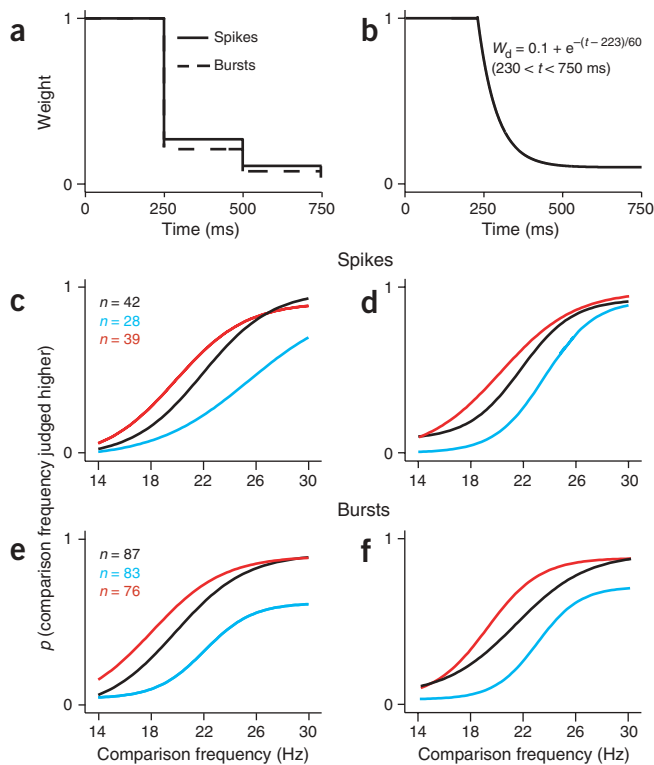 a
b
1
Weight
0
Spikes
Bursts
0
250
500
750
Time (ms)
1
0
W_d = 0.1 + e^{–(t – 223)/60}
(230 < t < 750 ms)
0
250
500
750
Time (ms)
Spikes
c
d
1
n = 42
n = 28
n = 39
0
14
18
22
26
30
1
0
14
18
22
26
30
p (comparison frequency judged higher)
Bursts
e
f
1
n = 87
n = 83
n = 76
0
14
18
22
26
30
Comparison frequency (Hz)
1
0
14
18
22
26
30
Comparison frequency (Hz)